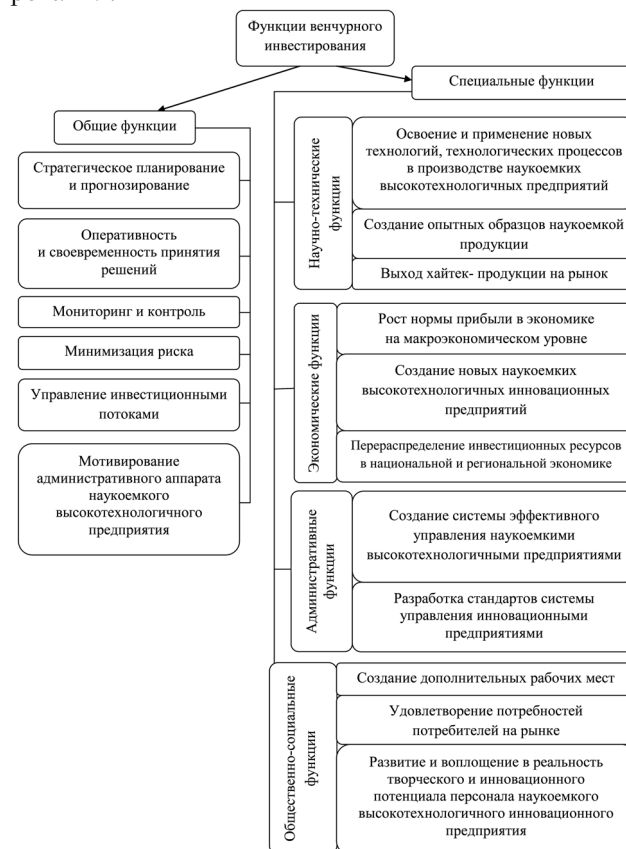 Функции венчурного
инвестирования
Специальные функции
Общие функции
Стратегическое планирование
и прогнозирование
Оперативность
и своевременность принятия
решений
Мониторинг и контроль
Минимизация риска
Управление инвестиционными
потоками
Мотивирование
административного аппарата
наукоемкого
высокотехнологичного
предприятия
Научно-технические
функции
Освоение и применение новых
технологий, технологических процессов
в производстве наукоемких
высокотехнологичных предприятий
Создание опытных образцов наукоемкой
продукции
Выход хайтек- продукции на рынок
Экономические функции
Рост нормы прибыли в экономике
на макроэкономическом уровне
Создание новых наукоемких
высокотехнологичных инновационных
предприятий
Перераспределение инвестиционных ресурсов
в национальной и региональной экономике
Административные
функции
Создание системы эффективного
управления наукоемкими
высокотехнологичными предприятиями
Разработка стандартов системы
управления инновационными
предприятиями
Общественно-социальные
функции
Создание дополнительных рабочих мест
Удовлетворение потребностей
потребителей на рынке
Развитие и воплощение в реальность
творческого и инновационного
потенциала персонала наукоемкого
высокотехнологичного инновационного
предприятия